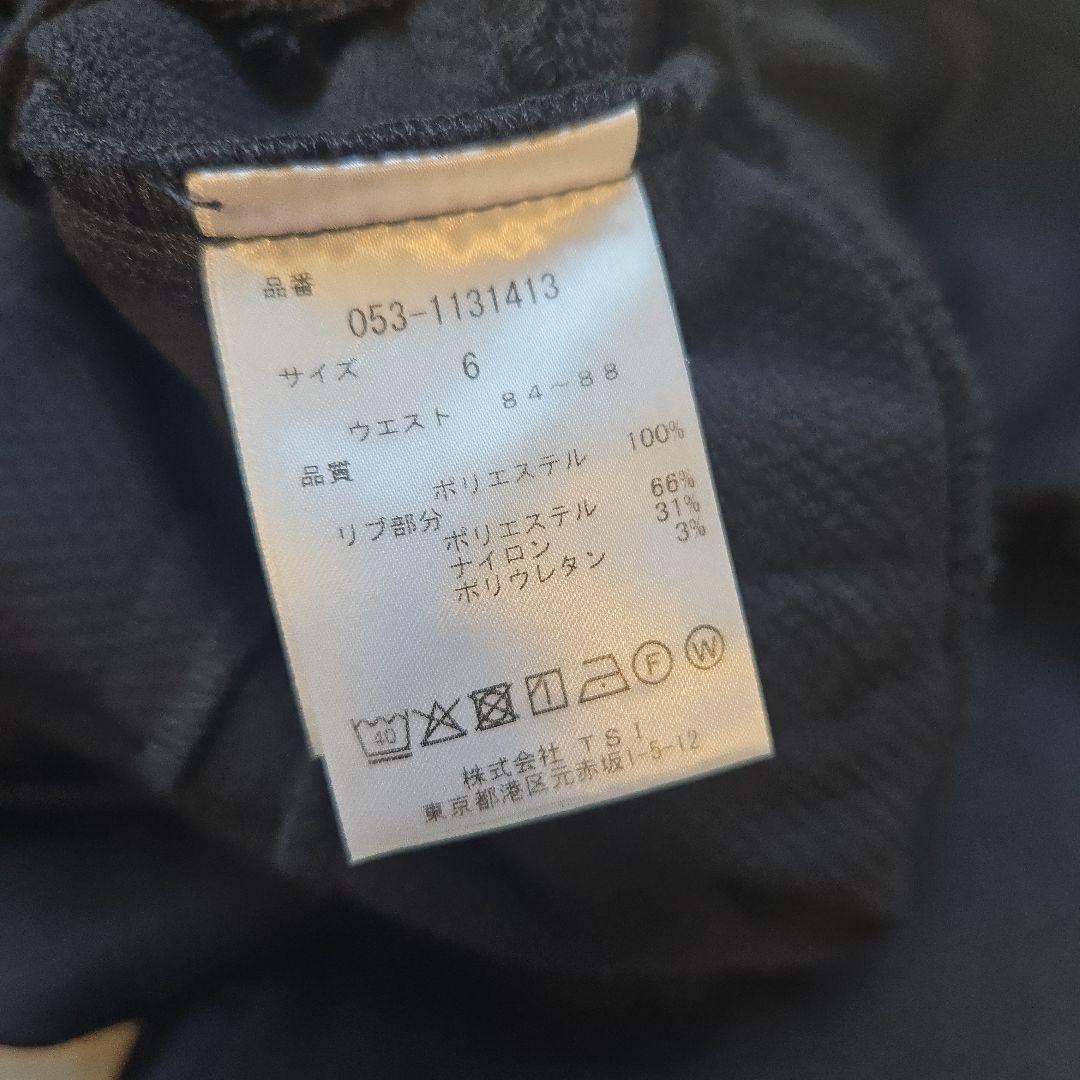 品番
053-1131413
サイズ 6
ウエスト 84~88
品質 ポリエステル 100%
リブ部分 ポリエステル 66%
ナイロン 31%
ポリウレタン 3%
40 F W
株式会社 TSI
東京都港区元赤坂1-5-12